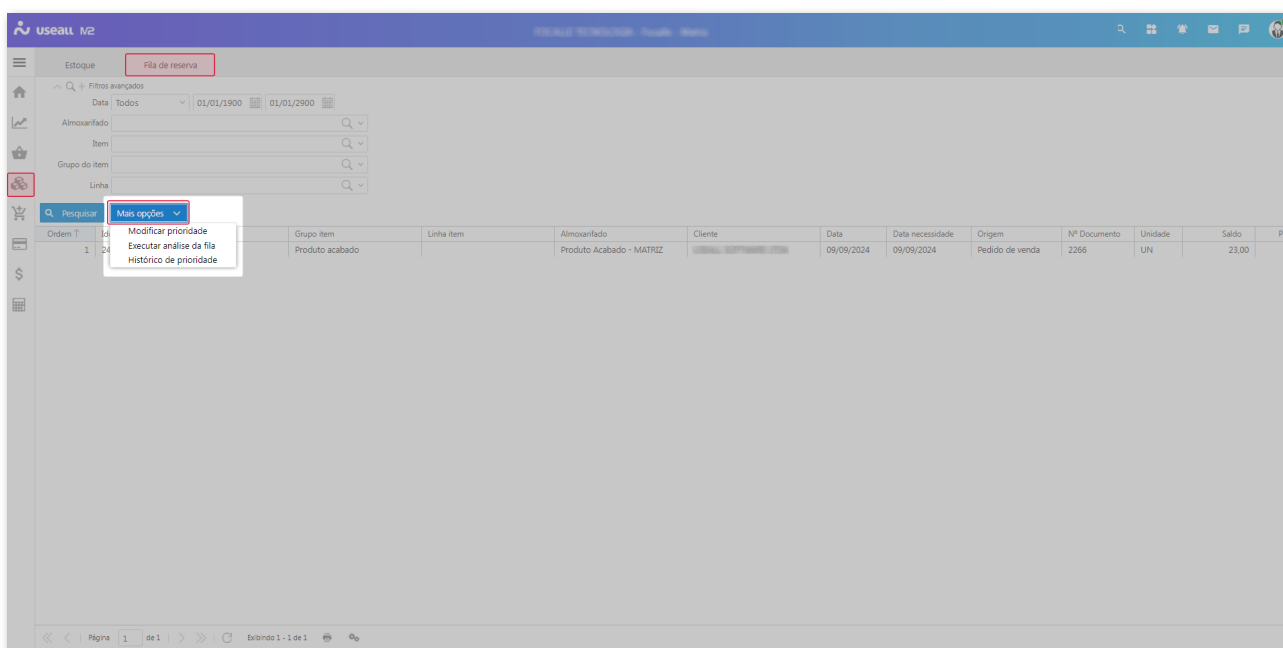 useall M2
Estoque Fila de reserva
Filtros avançados
Data Todos 01/01/1900 01/01/2900
Almoxarifado
Item
Grupo do item
Linha
Pesquisar Mais opções
Modificar prioridade
Executar análise da fila
Histórico de prioridade
Ordem Grupo item Linha item Almoxarifado Cliente Data Data necessidade Origem Nº Documento Unidade Saldo
1 24 Produto acabado Produto Acabado - MATRIZ 09/09/2024 09/09/2024 Pedido de venda 2266 UN 23,00
Página 1 de 1 Exibindo 1 - 1 de 1